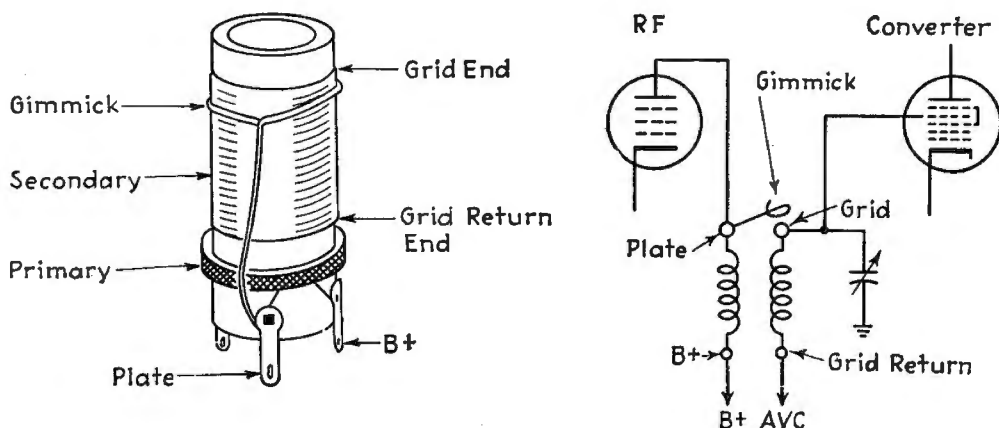 Grid End
Gimmick
Secondary
Grid Return
End
Primary
B+
Plate
RF
Converter
Gimmick
Grid
Plate
B+
Grid Return
B+ AVC